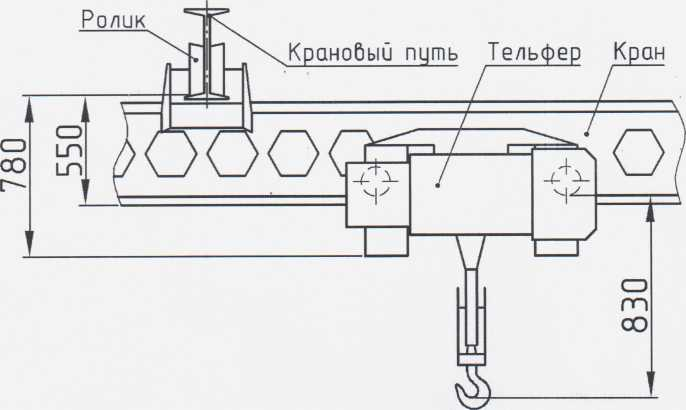 Ролик
Крановый путь
Тельфер
Кран
780
550
830